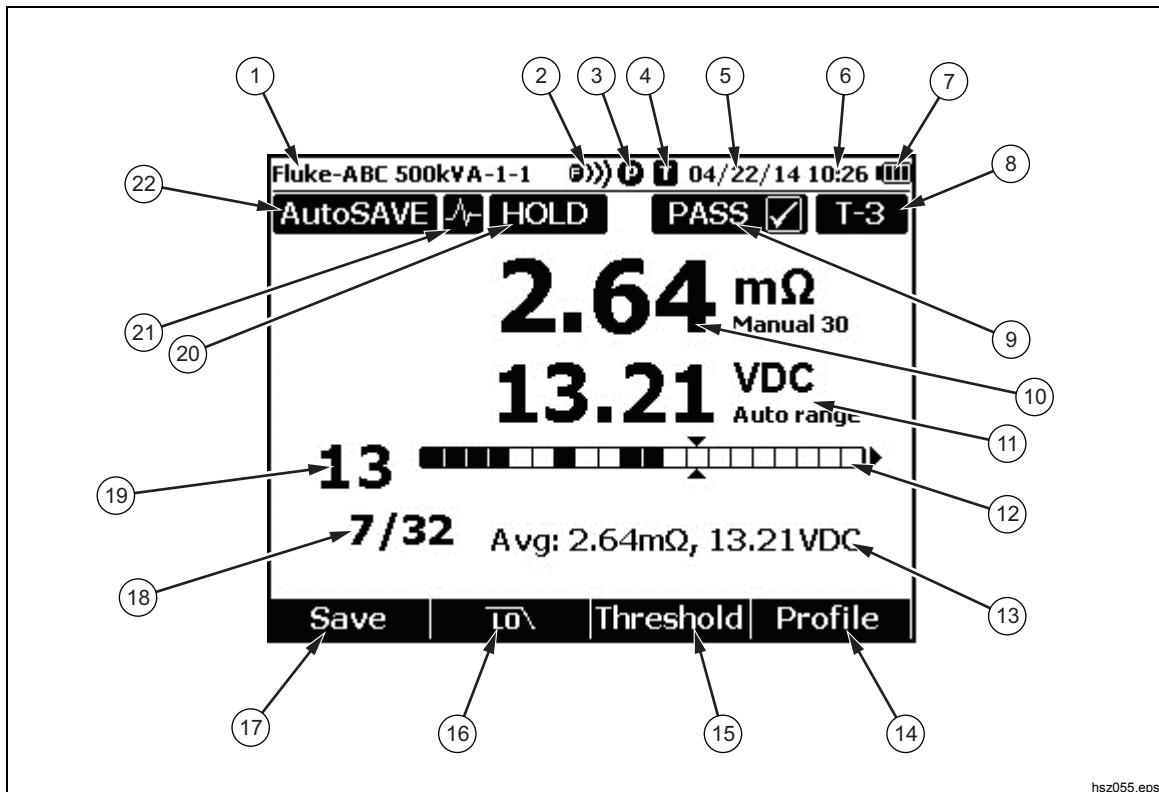 1 2 3 4 5 6 7
Fluke-ABC 500kVA-1-1 P T 04/22/14 10:26
8
22
AutoSAVE HOLD PASS T-3
2.64 mΩ
Manual 30
21
20
9
13.21 VDC
Auto range
10
11
13
19
12
7/32 Avg: 2.64mΩ, 13.21VDC
18
13
Save LO Threshold Profile
17 16 15 14
hsz055.eps